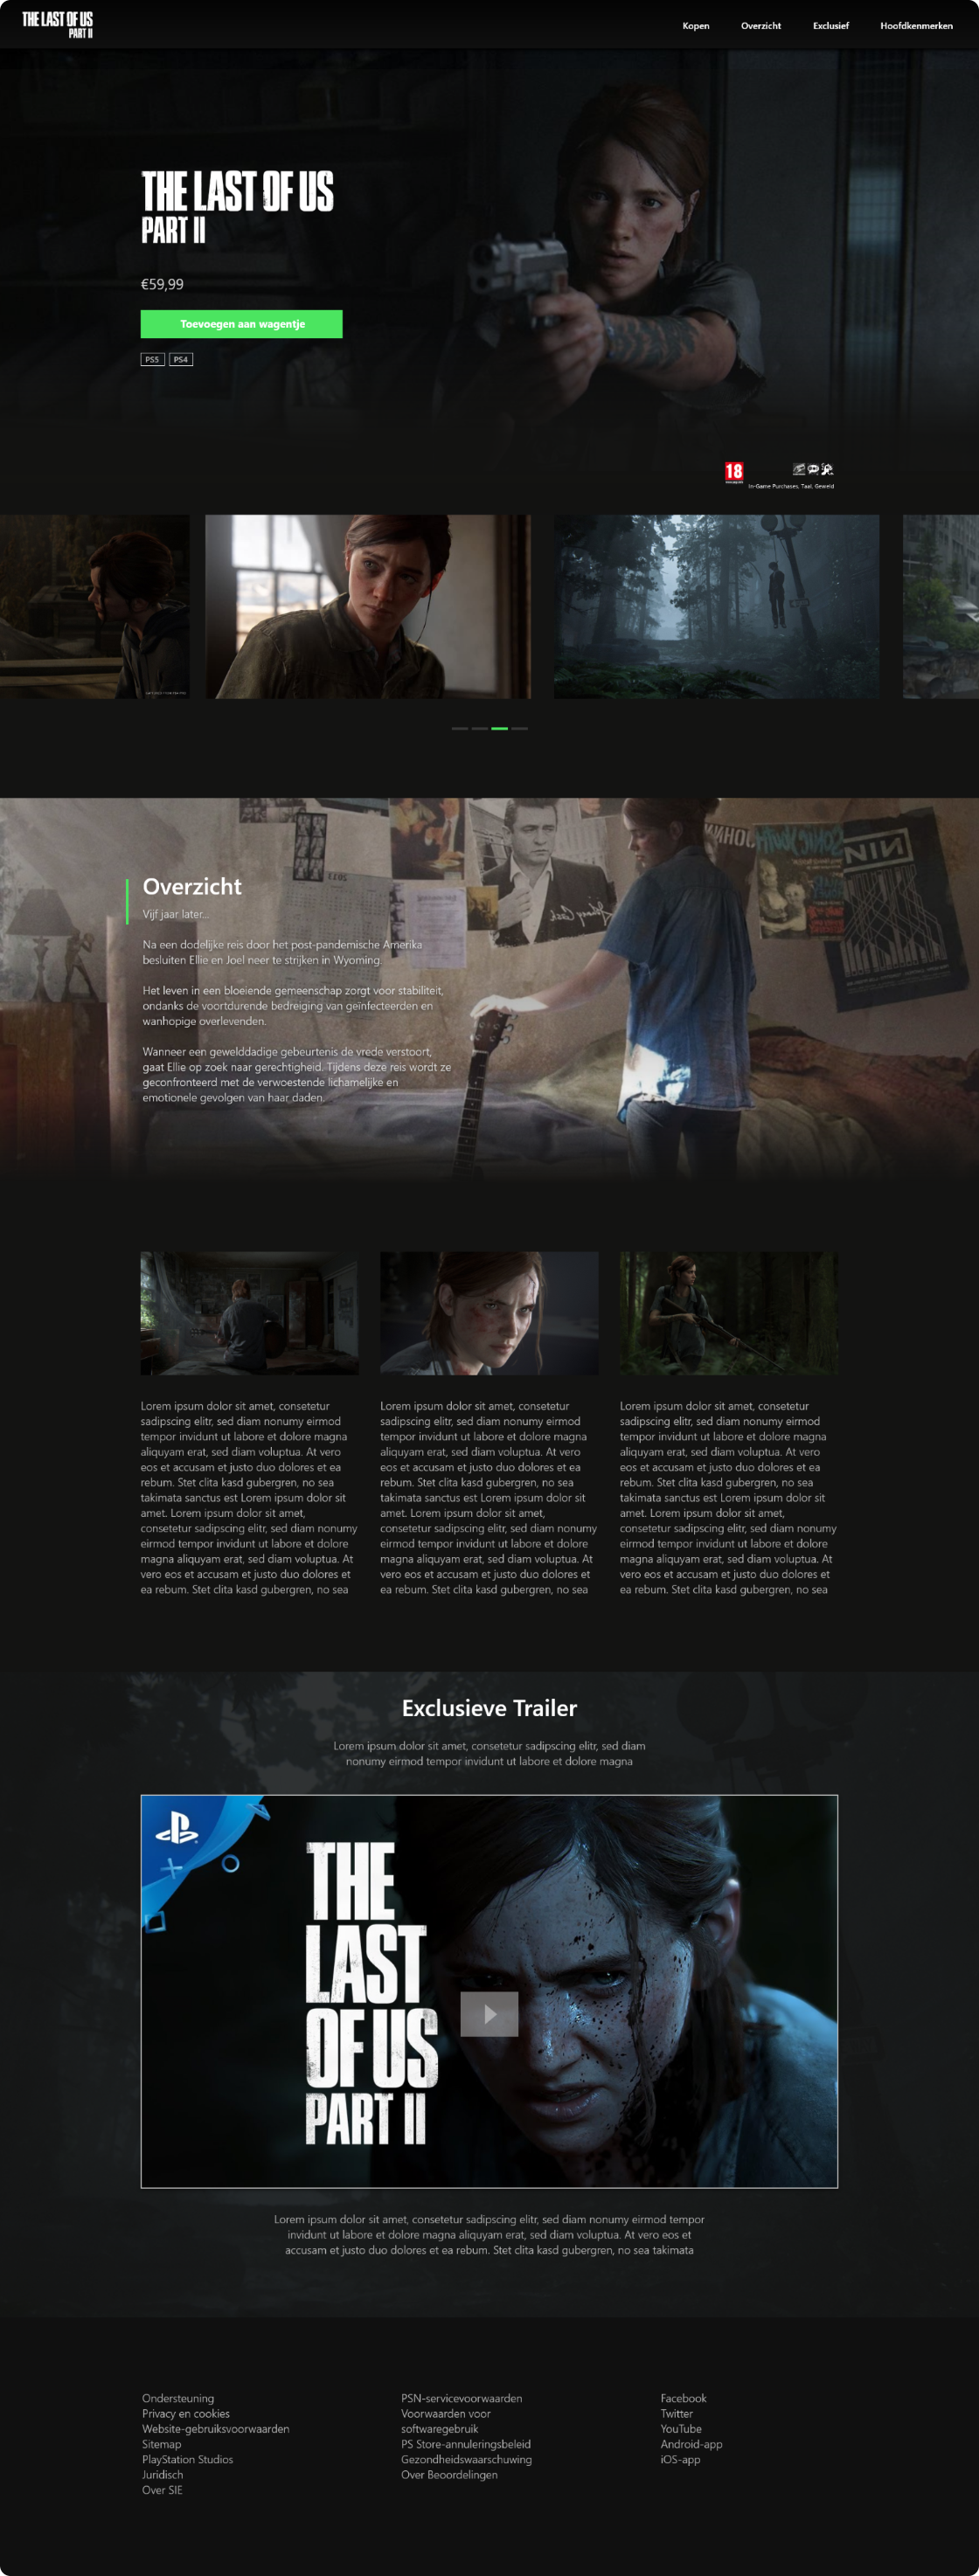 THE LAST OF US
PART II
Kopen
Overzicht
Exclusief
Hoofdkenmerken
THE LAST OF US
PART II
€59,99
Toevoegen aan wagentje
PS5
PS4
18
In-Game Purchases, Taal, Geweld
NIN
Overzicht
Vijf jaar later...
Na een dodelijke reis door het post-pandemische Amerika
besluiten Ellie en Joel neer te strijken in Wyoming.
Het leven in een bloeiende gemeenschap zorgt voor stabiliteit,
ondanks de voortdurende bedreiging van geïnfecteerden en
wanhopige overlevenden.
Wanneer een gewelddadige gebeurtenis de vrede verstoort,
gaat Ellie op zoek naar gerechtigheid. Tijdens deze reis wordt ze
geconfronteerd met de verwoestende lichamelijke en
emotionele gevolgen van haar daden.
Lorem ipsum dolor sit amet, consetetur
sadipscing elitr, sed diam nonumy eirmod
tempor invidunt ut labore et dolore magna
aliquyam erat, sed diam voluptua. At vero
eos et accusam et justo duo dolores et ea
rebum. Stet clita kasd gubergren, no sea
takimata sanctus est Lorem ipsum dolor sit
amet. Lorem ipsum dolor sit amet,
consetetur sadipscing elitr, sed diam nonumy
eirmod tempor invidunt ut labore et dolore
magna aliquyam erat, sed diam voluptua. At
vero eos et accusam et justo duo dolores et
ea rebum. Stet clita kasd gubergren, no sea
Lorem ipsum dolor sit amet, consetetur
sadipscing elitr, sed diam nonumy eirmod
tempor invidunt ut labore et dolore magna
aliquyam erat, sed diam voluptua. At vero
eos et accusam et justo duo dolores et ea
rebum. Stet clita kasd gubergren, no sea
takimata sanctus est Lorem ipsum dolor sit
amet. Lorem ipsum dolor sit amet,
consetetur sadipscing elitr, sed diam nonumy
eirmod tempor invidunt ut labore et dolore
magna aliquyam erat, sed diam voluptua. At
vero eos et accusam et justo duo dolores et
ea rebum. Stet clita kasd gubergren, no sea
Lorem ipsum dolor sit amet, consetetur
sadipscing elitr, sed diam nonumy eirmod
tempor invidunt ut labore et dolore magna
aliquyam erat, sed diam voluptua. At vero
eos et accusam et justo duo dolores et ea
rebum. Stet clita kasd gubergren, no sea
takimata sanctus est Lorem ipsum dolor sit
amet. Lorem ipsum dolor sit amet,
consetetur sadipscing elitr, sed diam nonumy
eirmod tempor invidunt ut labore et dolore
magna aliquyam erat, sed diam voluptua. At
vero eos et accusam et justo duo dolores et
ea rebum. Stet clita kasd gubergren, no sea
Exclusieve Trailer
Lorem ipsum dolor sit amet, consetetur sadipscing elitr, sed diam
nonumy eirmod tempor invidunt ut labore et dolore magna
THE
LAST
OF US
PART II
Lorem ipsum dolor sit amet, consetetur sadipscing elitr, sed diam nonumy eirmod tempor
invidunt ut labore et dolore magna aliquyam erat, sed diam voluptua. At vero eos et
accusam et justo duo dolores et ea rebum. Stet clita kasd gubergren, no sea takimata
Ondersteuning
Privacy en cookies
Website-gebruiksvoorwaarden
Sitemap
PlayStation Studios
Juridisch
Over SIE
PSN-servicevoorwaarden
Voorwaarden voor
softwaregebruik
PS Store-annuleringsbeleid
Gezondheidswaarschuwing
Over Beoordelingen
Facebook
Twitter
YouTube
Android-app
iOS-app